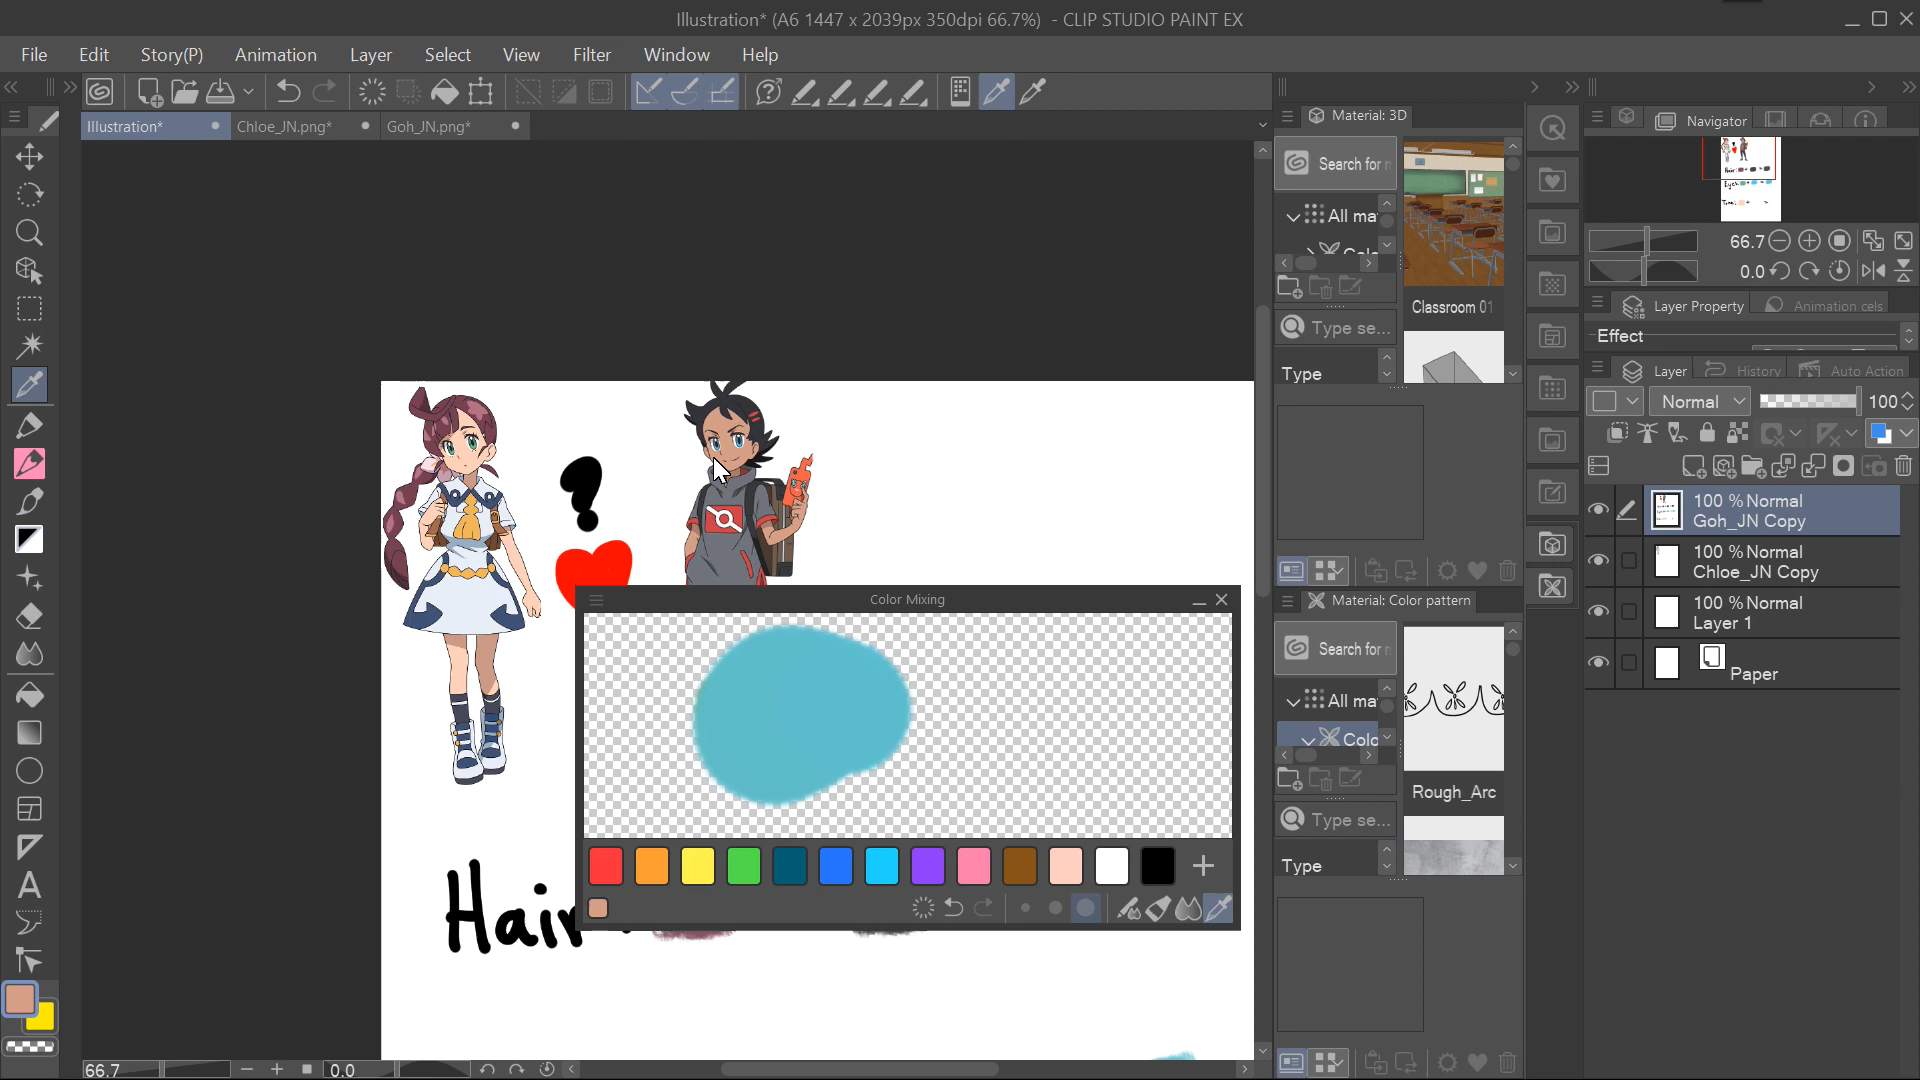 Illustration* (A6 1447 x 2039px 350dpi 66.7%) - CLIP STUDIO PAINT EX
File Edit Story(P) Animation Layer Select View Filter Window Help
Illustration* Chloe_JN.png* Goh_JN.png*
Material: 3D
Search for
All ma
Classroom 01
Type se...
Type
Navigator
66.7
0.0
Layer Property Animation cels
Effect
Layer History Auto Action
Normal 100
100 % Normal
Goh_JN Copy
100 % Normal
Chloe_JN Copy
100 % Normal
Layer 1
Paper
?
Color Mixing
Material: Color pattern
Search for
All ma
Colc
Rough_Arc
Type se...
Type
Hair
66.7 0.0